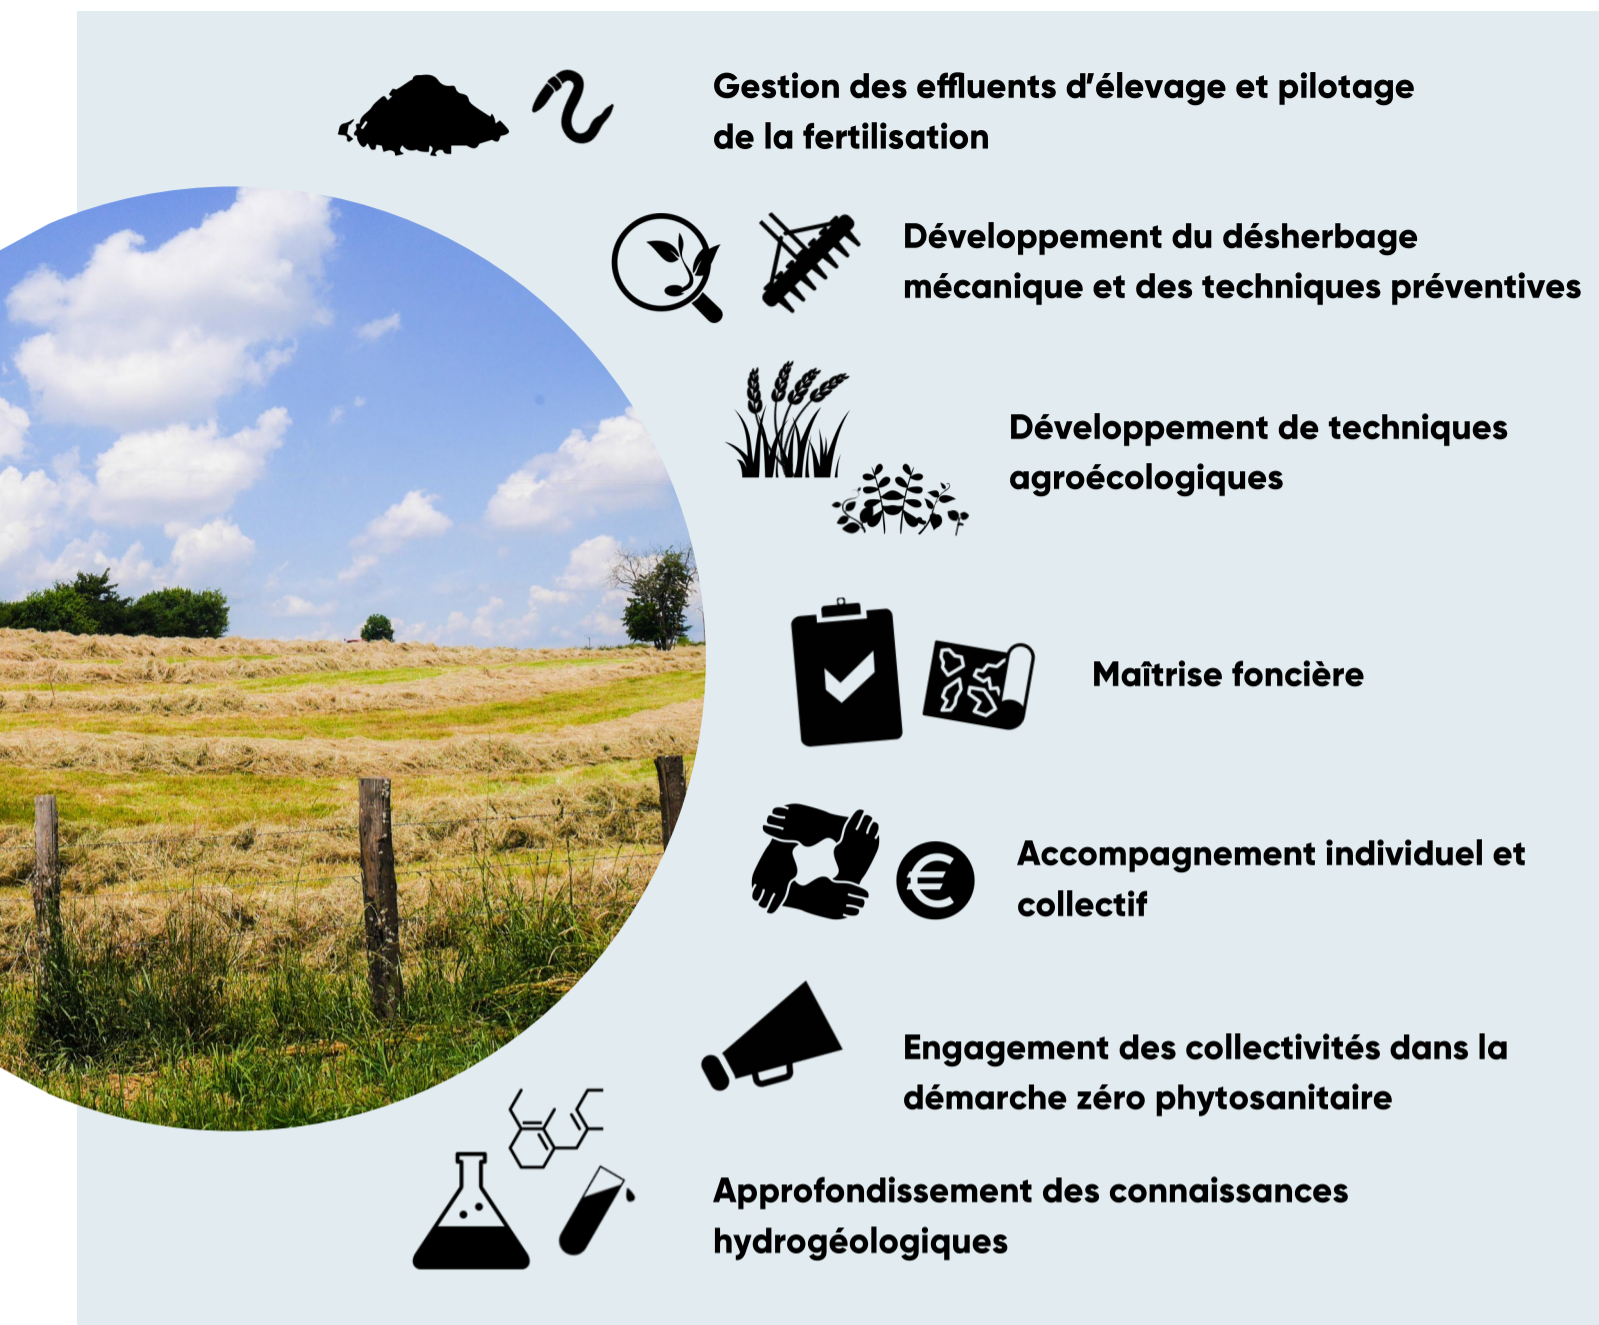 Gestion des effluents d’élevage et pilotage
de la fertilisation
Développement du désherbage
mécanique et des techniques préventives
Développement de techniques
agroécologiques
Maîtrise foncière
Accompagnement individuel et
collectif
Engagement des collectivités dans la
démarche zéro phytosanitaire
Approfondissement des connaissances
hydrogéologiques